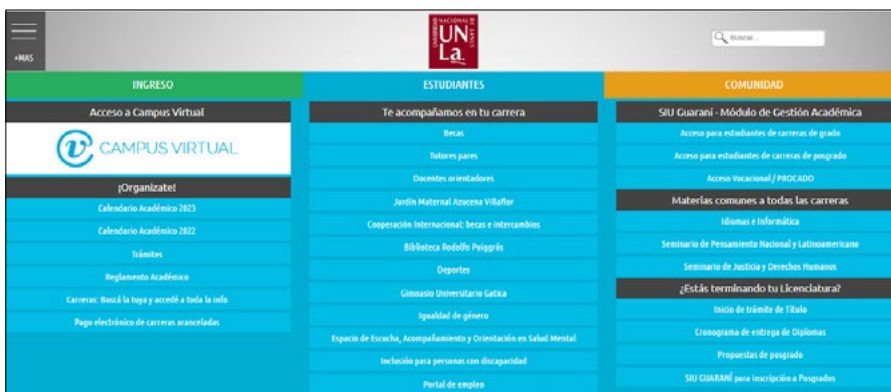 UNIVERSIDAD NACIONAL DE LANÚS
UNLa.
+MAS
Buscar...
INGRESO
ESTUDIANTES
COMUNIDAD
Acceso a Campus Virtual
CAMPUS VIRTUAL
¡Organizate!
Calendario Académico 2023
Calendario Académico 2022
Trámites
Reglamento Académico
Carreras: Buscá la tuya y accedé a toda la info
Pago electrónico de carreras aranceladas
Te acompañamos en tu carrera
Becas
Tutores pares
Docentes orientadores
Jardín Maternal Azucena Villaflor
Cooperación Internacional: becas e intercambios
Biblioteca Rodolfo Puiggrós
Deportes
Gimnasio Universitario Gatica
Igualdad de género
Espacio de Escucha, Acompañamiento y Orientación en Salud Mental
Inclusión para personas con discapacidad
Portal de empleo
SIU Guaraní - Módulo de Gestión Académica
Acceso para estudiantes de carreras de grado
Acceso para estudiantes de carreras de posgrado
Acceso Vocacional / PROCADO
Materias comunes a todas las carreras
Idiomas e Informática
Seminario de Pensamiento Nacional y Latinoamericano
Seminario de Justicia y Derechos Humanos
¿Estás terminando tu Licenciatura?
Inicio de trámite de Título
Cronograma de entrega de Diplomas
Propuestas de posgrado
SIU GUARANÍ para inscripción a Posgrados